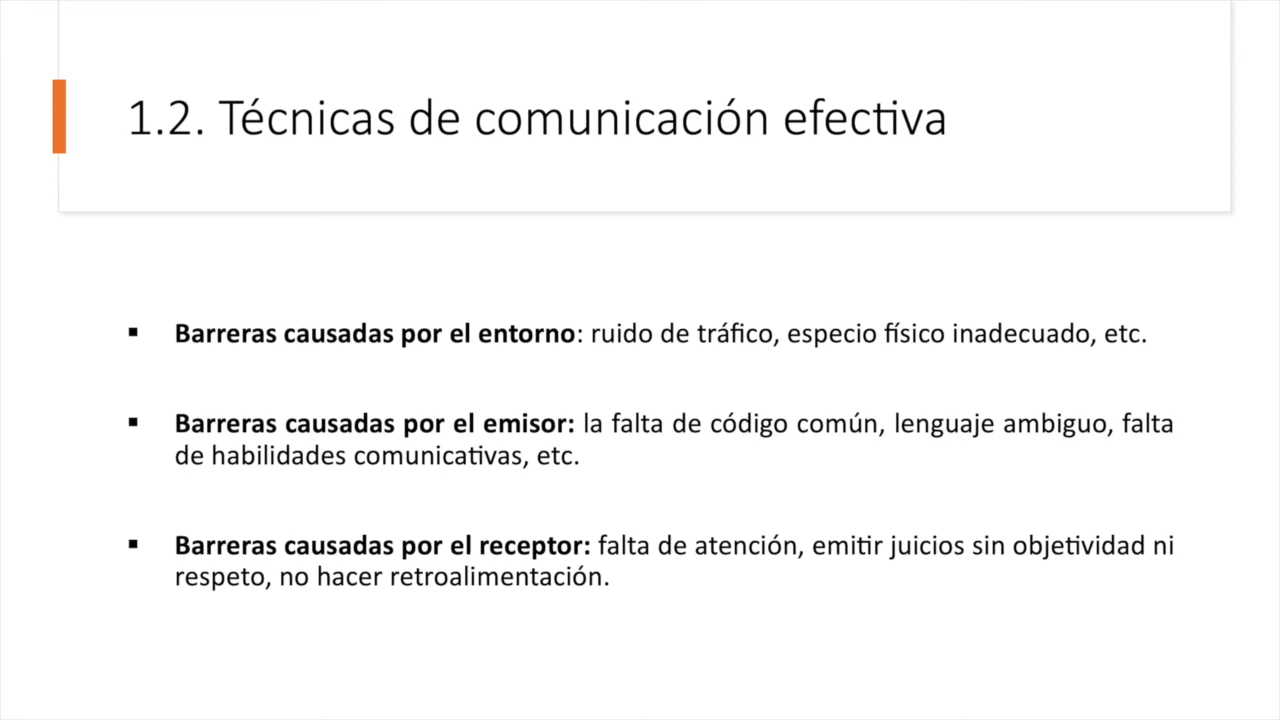 1.2. Técnicas de comunicación efectiva
▪ Barreras causadas por el entorno: ruido de tráfico, especio físico inadecuado, etc.
▪ Barreras causadas por el emisor: la falta de código común, lenguaje ambiguo, falta
de habilidades comunicativas, etc.
▪ Barreras causadas por el receptor: falta de atención, emitir juicios sin objetividad ni
respeto, no hacer retroalimentación.